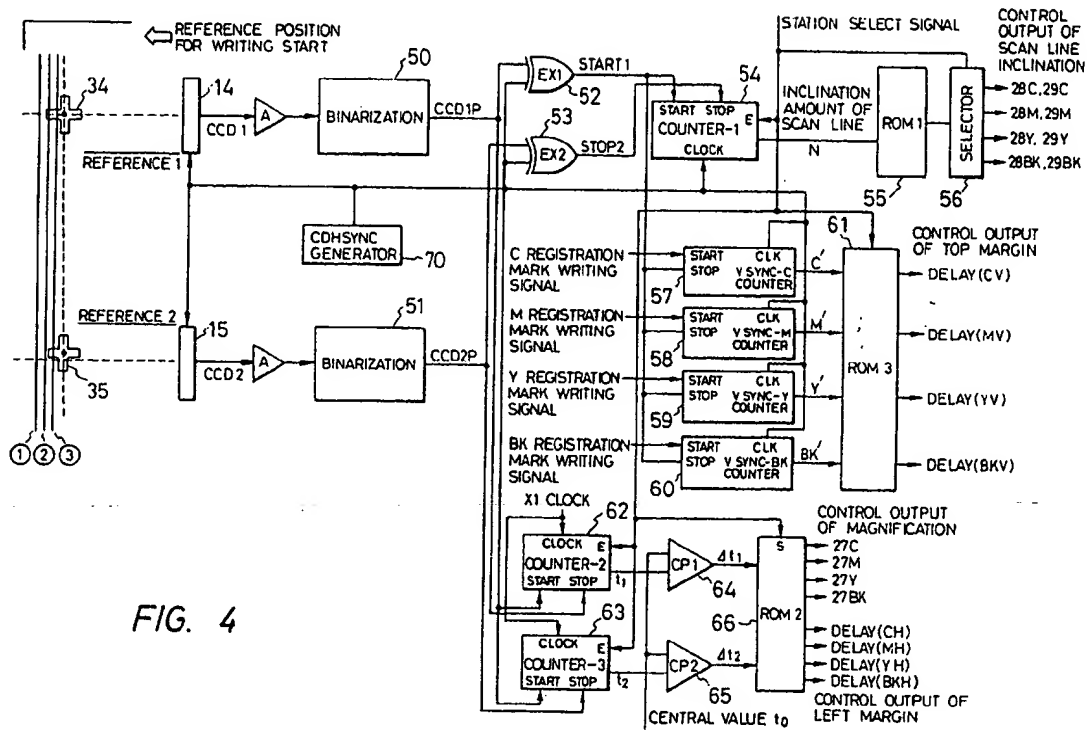 REFERENCE POSITION
FOR WRITING START
34
14
CCD 1
A
REFERENCE 1
50
BINARIZATION
CCD1P
EX1
52
START 1
53
EX2
STOP2
STATION SELECT SIGNAL
54
START STOP
E
COUNTER-1
CLOCK
INCLINATION
AMOUNT OF
SCAN LINE
N
ROM 1
55
SELECTOR
56
CONTROL
OUTPUT OF
SCAN LINE
INCLINATION
28C, 29C
28M, 29M
28Y, 29Y
28BK, 29BK
CDHSYNC
GENERATOR
70
REFERENCE 2
15
CCD 2
A
35
51
BINARIZATION
CCD2P
① ② ③
C REGISTRATION
MARK WRITING
SIGNAL
START CLK
STOP V SYNC-C
COUNTER
57
C'
M REGISTRATION
MARK WRITING
SIGNAL
START CLK
STOP V SYNC-M
COUNTER
58
M'
Y REGISTRATION
MARK WRITING
SIGNAL
START CLK
STOP V SYNC-Y
COUNTER
59
Y'
BK REGISTRATION
MARK WRITING
SIGNAL
START CLK
STOP V SYNC-BK
COUNTER
60
BK'
61
ROM 3
CONTROL OUTPUT
OF TOP MARGIN
DELAY(CV)
DELAY(MV)
DELAY(YV)
DELAY(BKV)
X1 CLOCK
62
CLOCK E
COUNTER-2
START STOP
t1
CP1
64
Δt1
63
CLOCK E
COUNTER-3
START STOP
t2
CP2
65
Δt2
CENTRAL VALUE t0
S
ROM 2
66
CONTROL OUTPUT
OF MAGNIFICATION
27C
27M
27Y
27BK
DELAY(CH)
DELAY(MH)
DELAY(YH)
DELAY(BKH)
CONTROL OUTPUT OF
LEFT MARGIN
FIG. 4